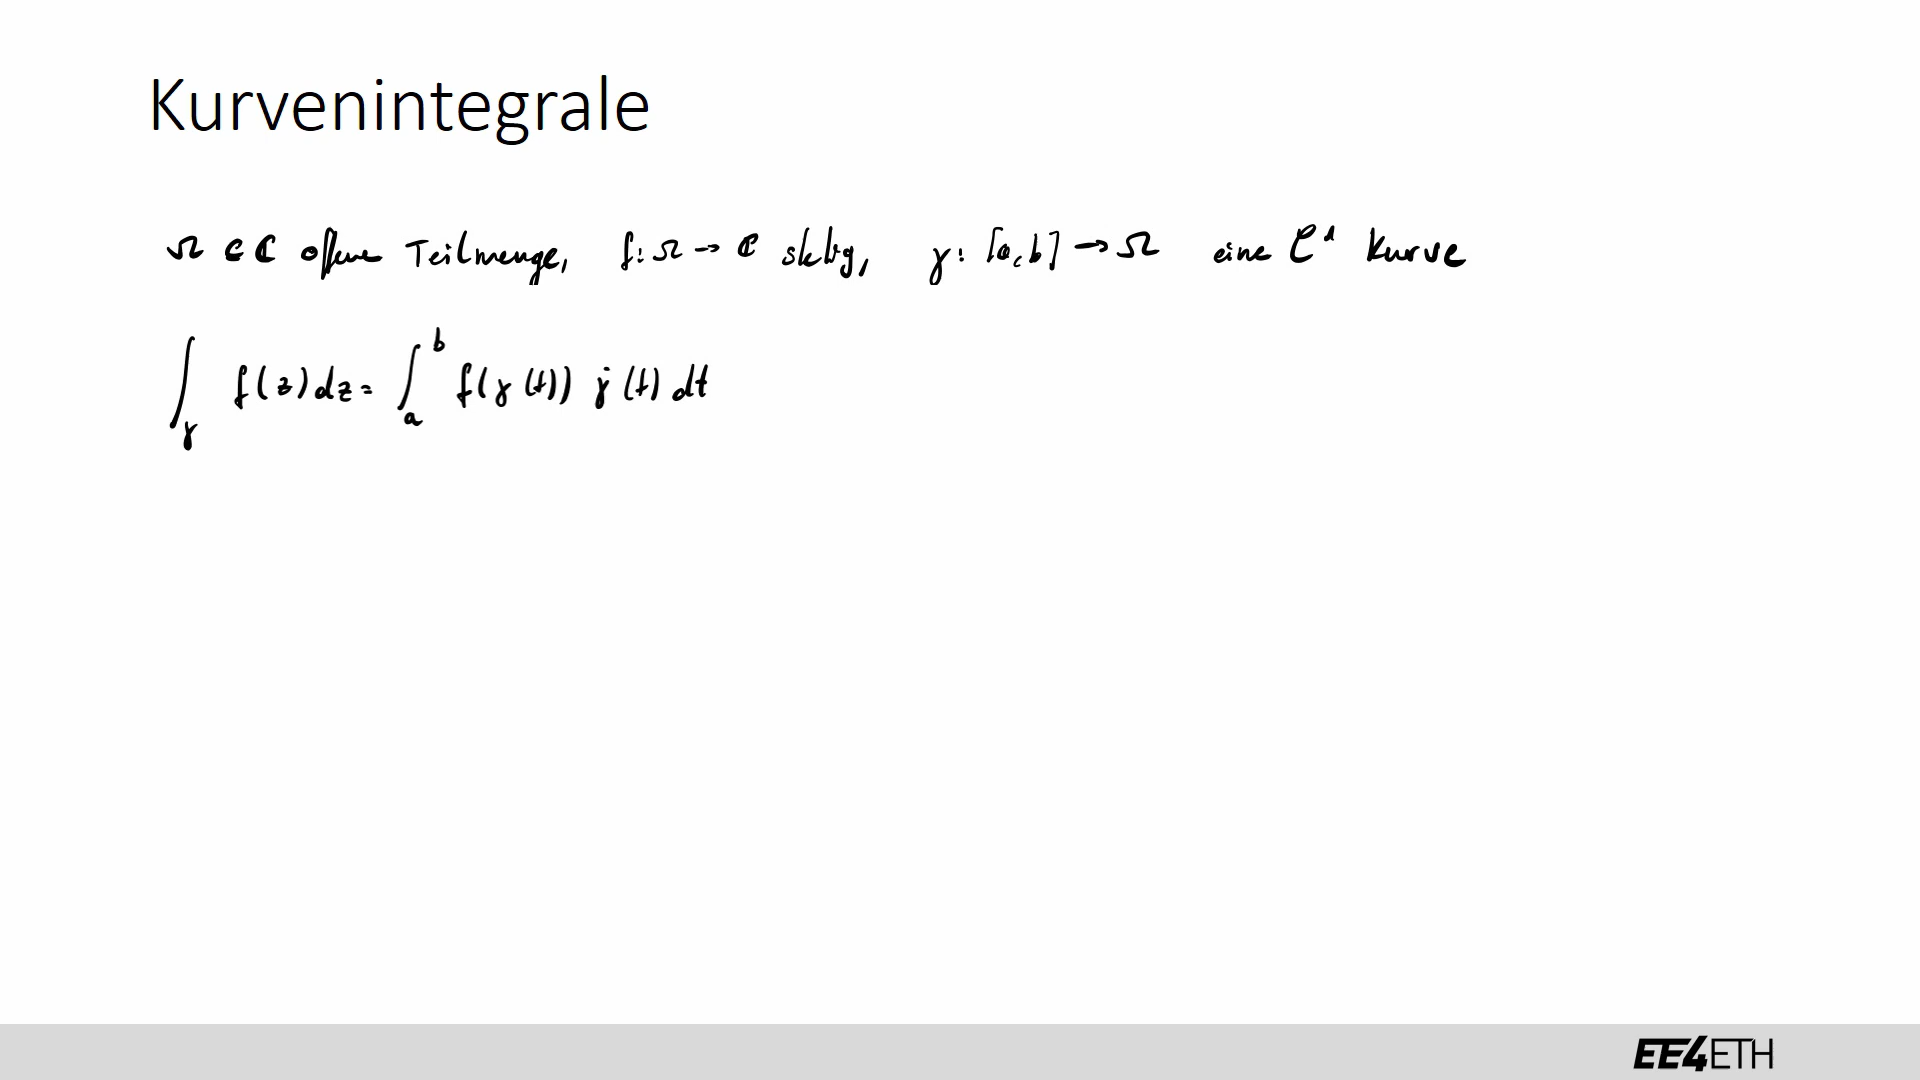 Kurvenintegrale
Ω ⊂ ℂ offene Teilmenge, f: Ω → ℂ stetig, γ: [a,b] → Ω eine C¹ Kurve
∫_γ f(z)dz = ∫_a^b f(γ(t)) γ̇(t) dt
EE4ETH